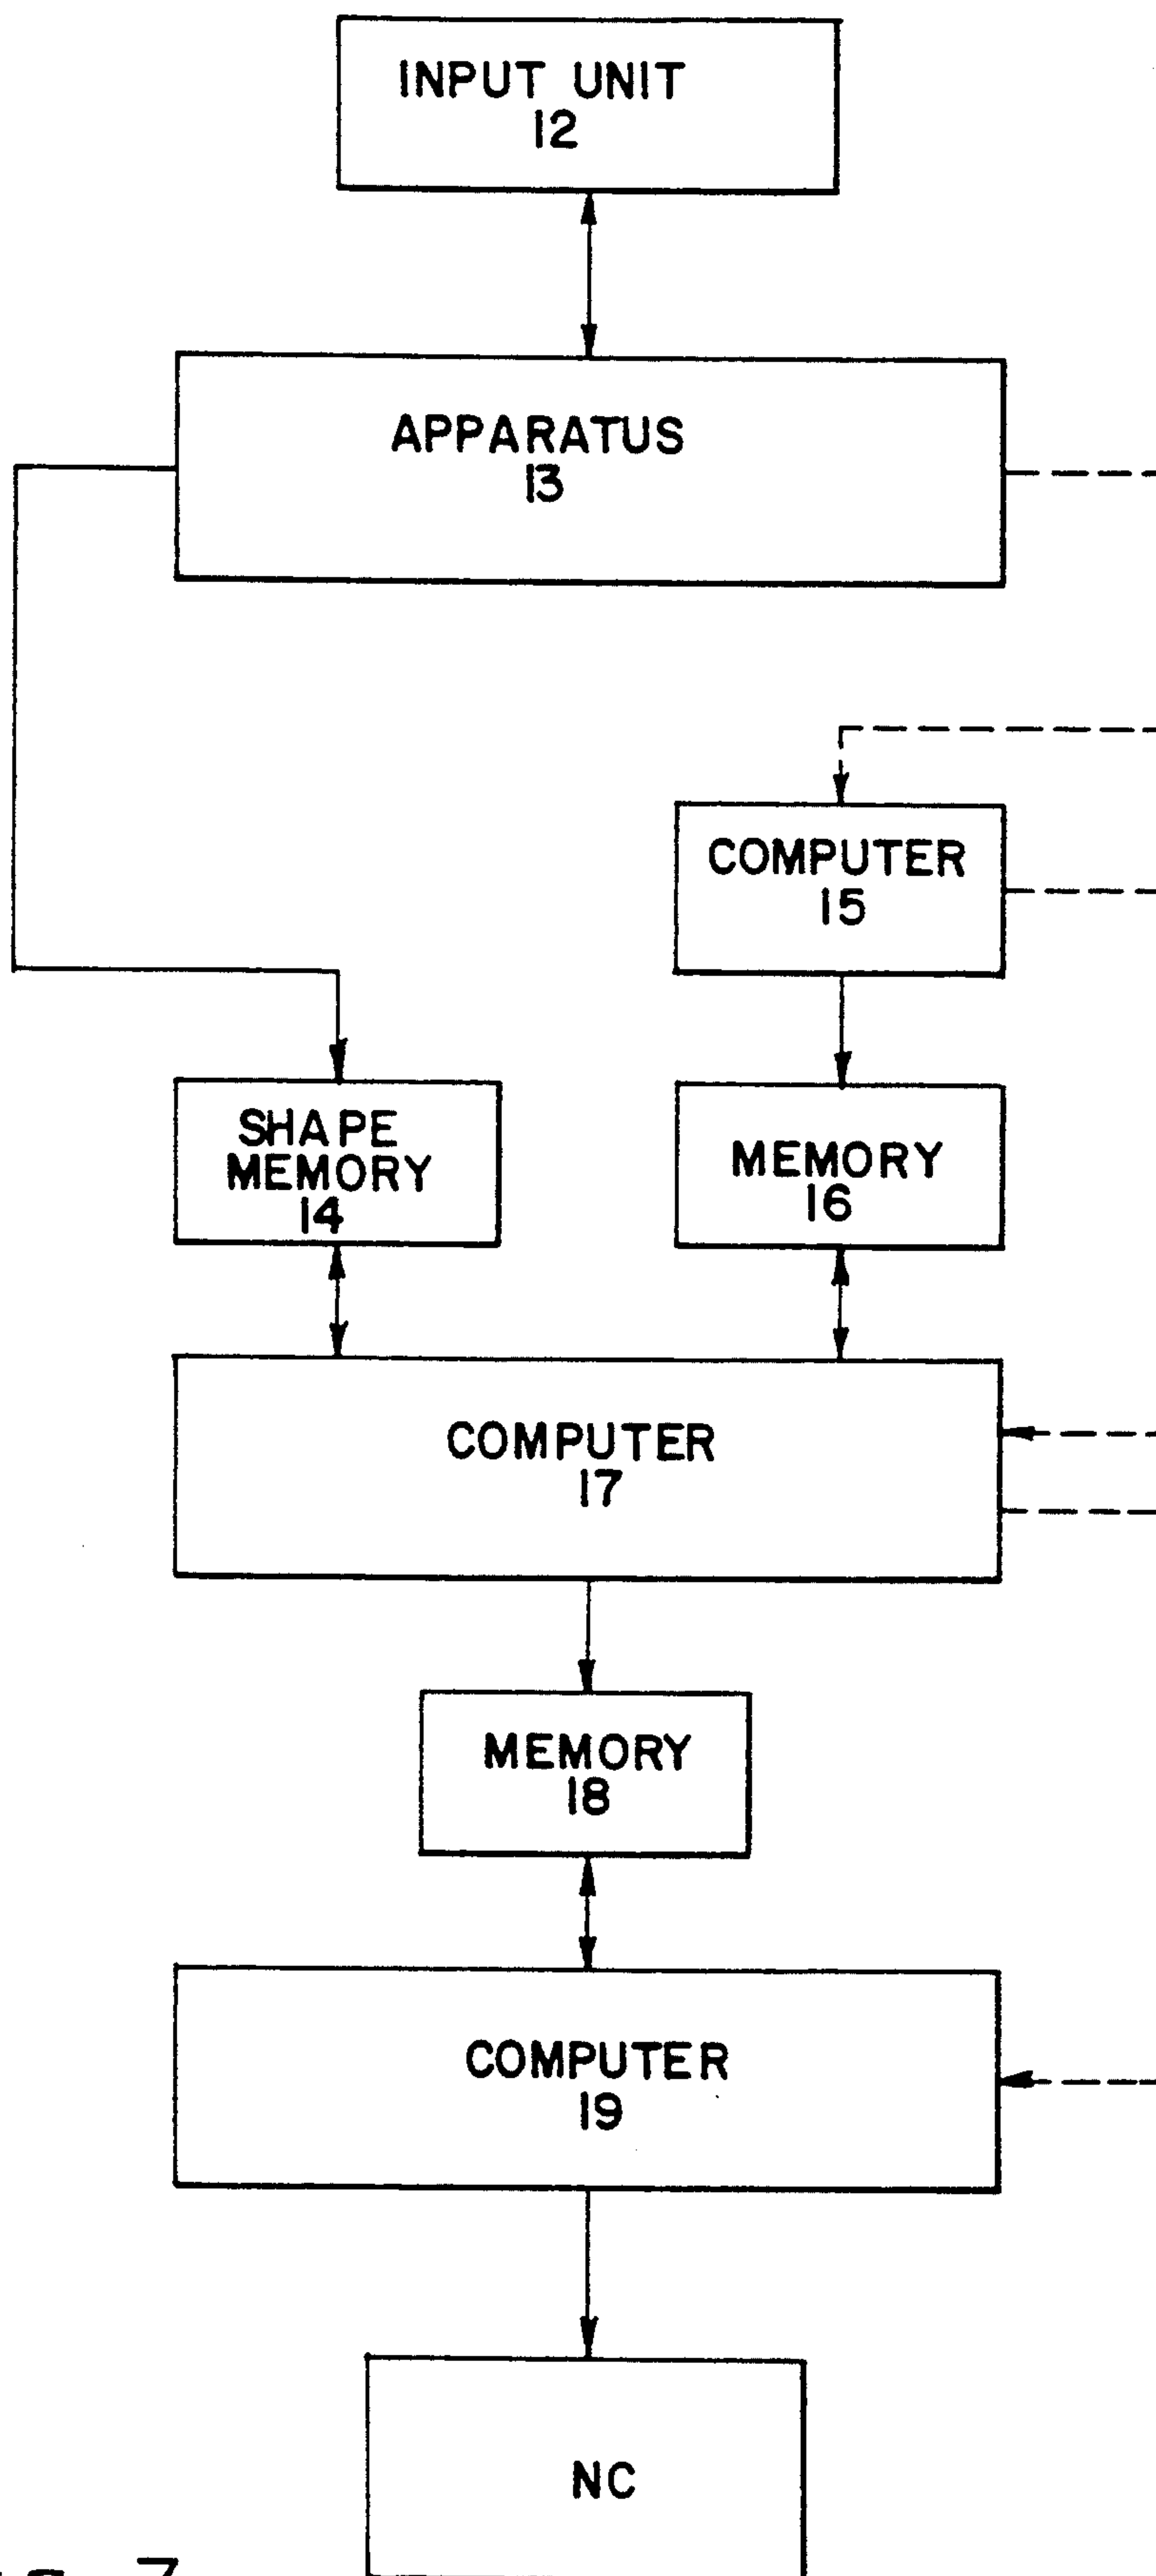 INPUT UNIT
12
APPARATUS
13
COMPUTER
15
SHAPE
MEMORY
14
MEMORY
16
COMPUTER
17
MEMORY
18
COMPUTER
19
NC
7